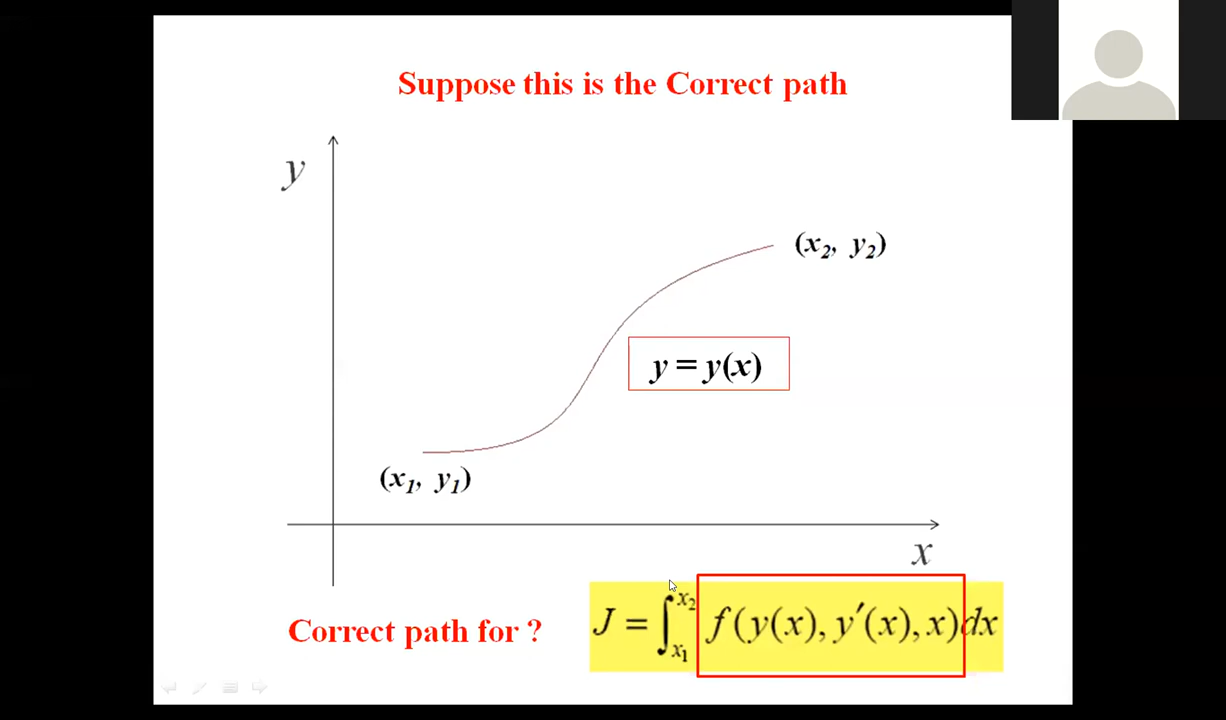 Suppose this is the Correct path
y
(x₂, y₂)
y = y(x)
(x₁, y₁)
x
Correct path for ?
J = ∫_{x₁}^{x₂} f(y(x), y′(x), x)dx